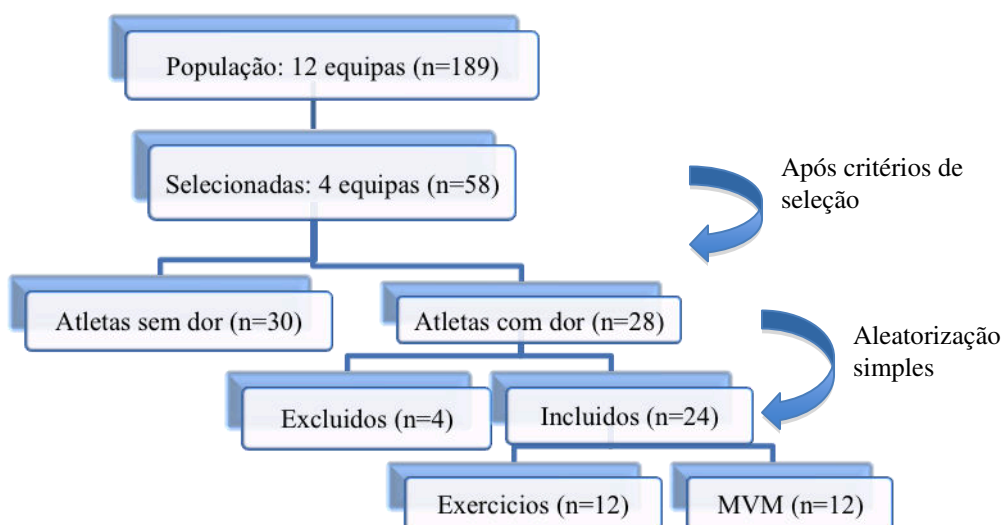 População: 12 equipas (n=189)
Selecionadas: 4 equipas (n=58)
Após critérios de
seleção
Atletas sem dor (n=30)
Atletas com dor (n=28)
Aleatorização
simples
Excluidos (n=4)
Incluidos (n=24)
Exercicios (n=12)
MVM (n=12)